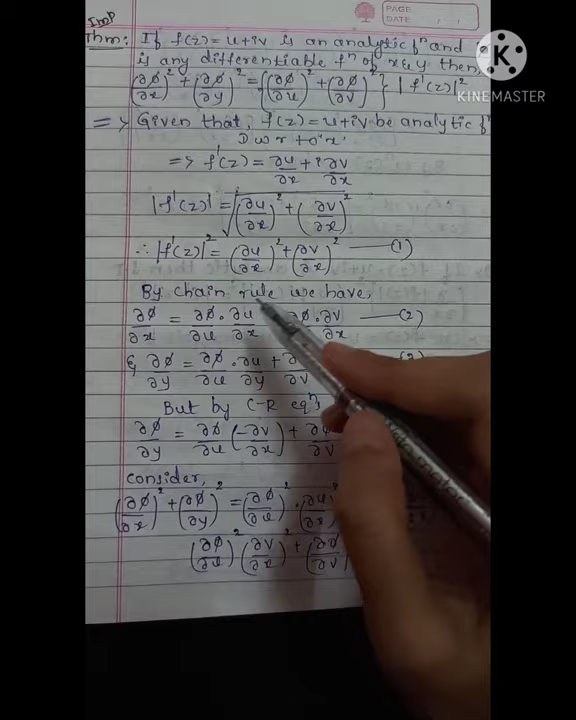 PAGE
DATE
Imp
Thm: If f(z) = u+iv is an analytic fⁿ and
is any differentiable fⁿ of x & y then,
(∂φ/∂x)² + (∂φ/∂y)² = {(∂φ/∂u)² + (∂φ/∂v)²} |f'(z)|²
KINEMASTER
=> Given that, f(z) = u+iv be analytic fⁿ
D w r to 'x'
=> f'(z) = ∂u/∂x + i ∂v/∂x
|f'(z)| = √(∂u/∂x)² + (∂v/∂x)²
∴ |f'(z)|² = (∂u/∂x)² + (∂v/∂x)² —(1)
By chain rule we have,
∂φ/∂x = ∂φ/∂u · ∂u/∂x ∂φ/∂v · ∂v/∂x —(2)
& ∂φ/∂y = ∂φ/∂u · ∂u/∂y + ∂φ/∂v
But by C-R eqⁿ,
∂φ/∂y = ∂φ/∂u (-∂v/∂x) + ∂φ/∂v
consider,
(∂φ/∂x)² + (∂φ/∂y)² = (∂φ/∂u)² · (∂u/∂x)
(∂φ/∂u)² (∂v/∂x)² + (∂φ/∂v)